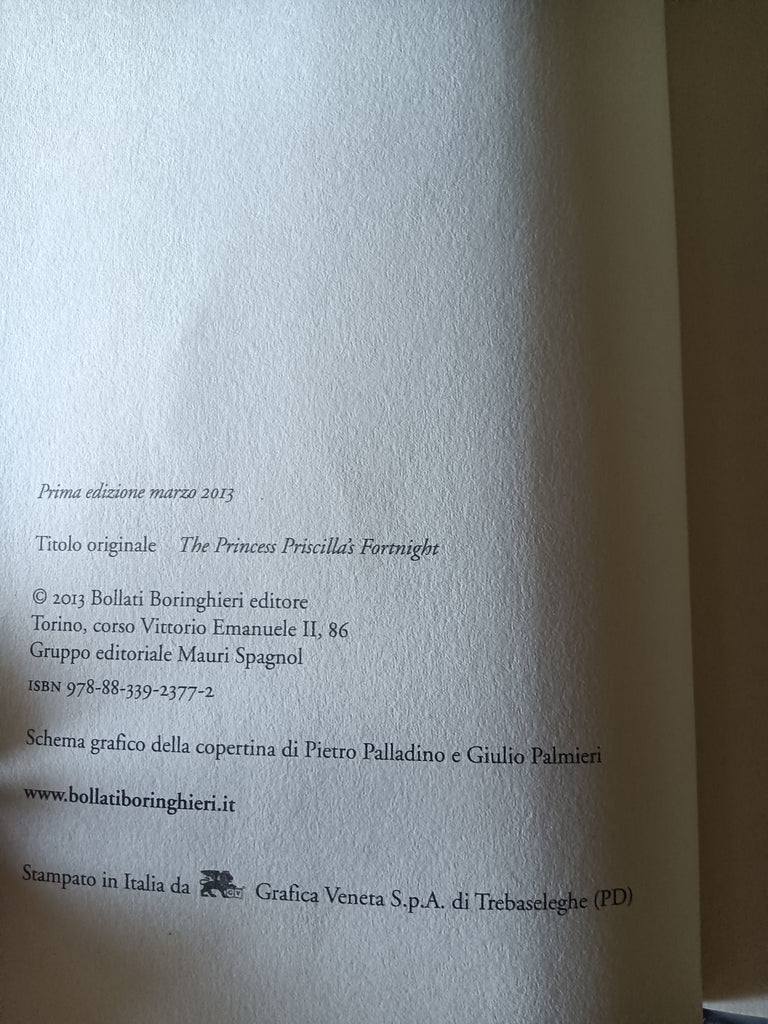 Prima edizione marzo 2013
Titolo originale The Princess Priscilla's Fortnight
© 2013 Bollati Boringhieri editore
Torino, corso Vittorio Emanuele II, 86
Gruppo editoriale Mauri Spagnol
ISBN 978-88-339-2377-2
Schema grafico della copertina di Pietro Palladino e Giulio Palmieri
www.bollatiboringhieri.it
Stampato in Italia da GV Grafica Veneta S.p.A. di Trebaseleghe (PD)